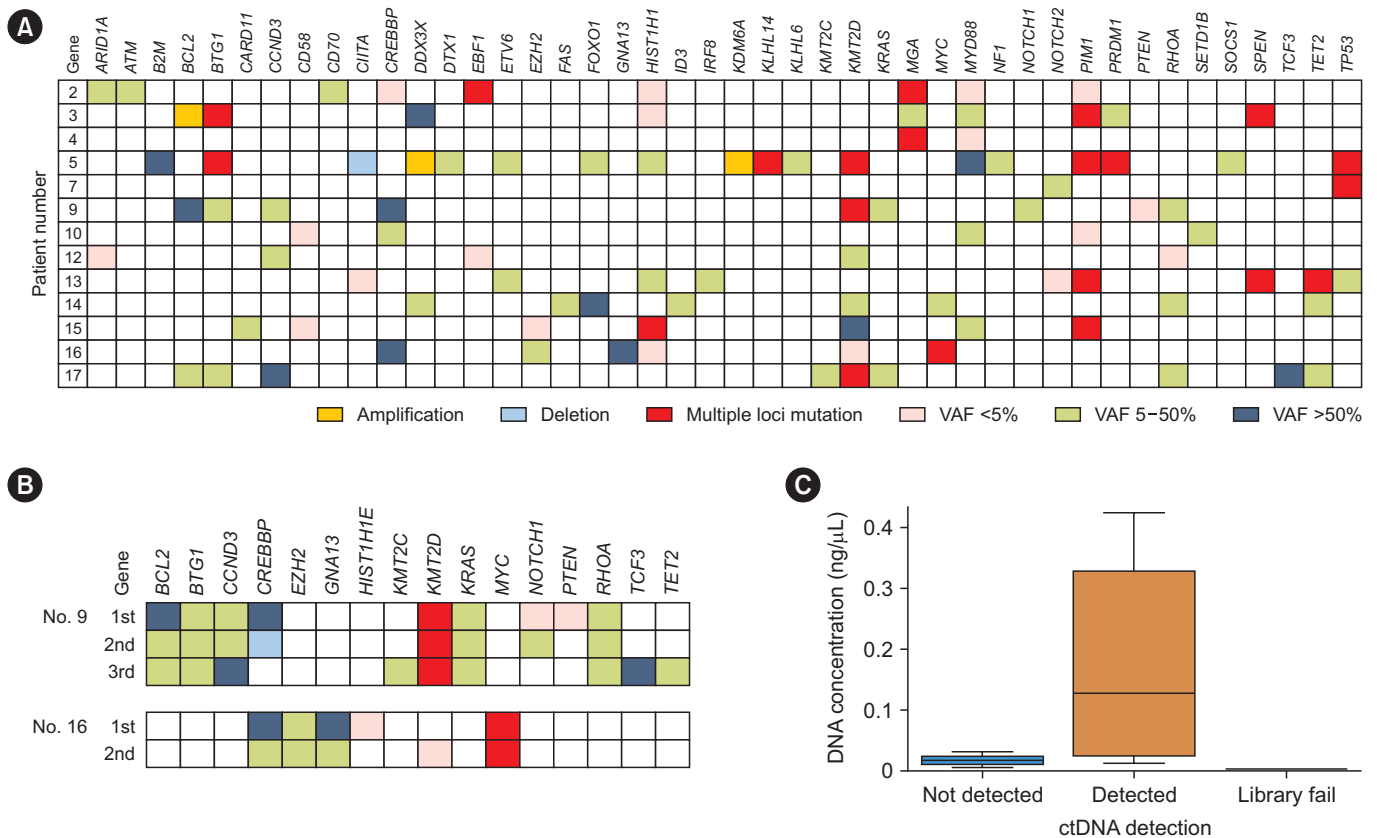 A
Gene ARID1A ATM B2M BCL2 BTG1 CARD11 CCND3 CD58 CD70 CIITA CREBBP DDX3X DTX1 EBF1 ETV6 EZH2 FAS FOXO1 GNA13 HIST1H1 ID3 IRF8 KDM6A KLHL14 KLHL6 KMT2C KMT2D KRAS MGA MYC MYD88 NF1 NOTCH1 NOTCH2 PIM1 PRDM1 PTEN RHOA SETD1B SOCS1 SPEN TCF3 TET2 TP53
Patient number
2
3
4
5
7
9
10
12
13
14
15
16
17
Amplification Deletion Multiple loci mutation VAF <5% VAF 5–50% VAF >50%
B
Gene BCL2 BTG1 CCND3 CREBBP EZH2 GNA13 HIST1H1E KMT2C KMT2D KRAS MYC NOTCH1 PTEN RHOA TCF3 TET2
No. 9 1st
2nd
3rd
No. 16 1st
2nd
C
DNA concentration (ng/μL)
0.4
0.3
0.2
0.1
0
Not detected Detected Library fail
ctDNA detection